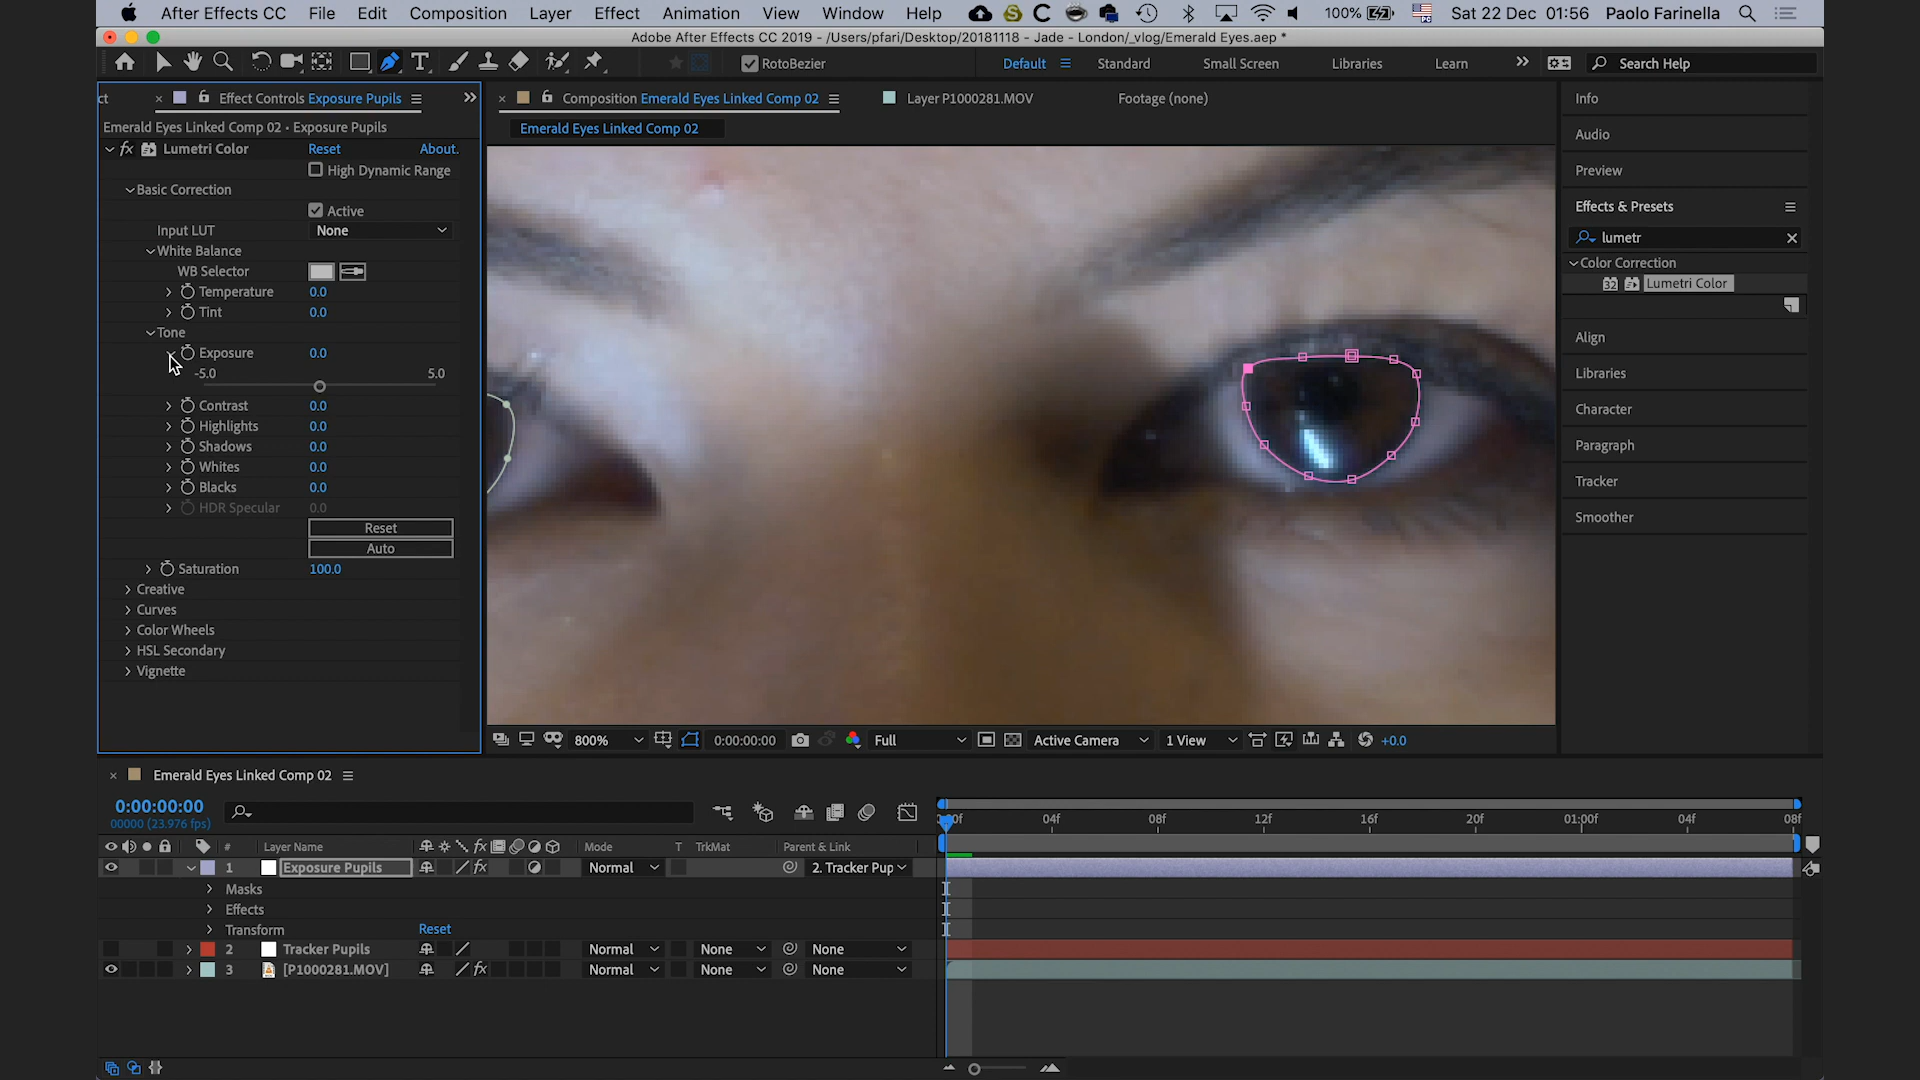 After Effects CC File Edit Composition Layer Effect Animation View Window Help 100% Sat 22 Dec 01:56 Paolo Farinella
Adobe After Effects CC 2019 - /Users/pfari/Desktop/20181118 - Jade - London/_vlog/Emerald Eyes.aep *
RotoBezier Default Standard Small Screen Libraries Learn Search Help
ct Effect Controls Exposure Pupils
Emerald Eyes Linked Comp 02 • Exposure Pupils
fx Lumetri Color Reset About.
High Dynamic Range
Basic Correction
Active
Input LUT None
White Balance
WB Selector
Temperature 0.0
Tint 0.0
Tone
Exposure 0.0
-5.0 5.0
Contrast 0.0
Highlights 0.0
Shadows 0.0
Whites 0.0
Blacks 0.0
HDR Specular 0.0
Reset
Auto
Saturation 100.0
Creative
Curves
Color Wheels
HSL Secondary
Vignette
Composition Emerald Eyes Linked Comp 02 Layer P1000281.MOV Footage (none)
Emerald Eyes Linked Comp 02
800% 0:00:00:00 Full Active Camera 1 View +0.0
Info
Audio
Preview
Effects & Presets
lumetr
Color Correction
32 Lumetri Color
Align
Libraries
Character
Paragraph
Tracker
Smoother
Emerald Eyes Linked Comp 02
0:00:00:00
00000 (23.976 fps)
04f 08f 12f 16f 20f 01:00f 04f 08f
# Layer Name fx Mode T TrkMat Parent & Link
1 Exposure Pupils fx Normal 2. Tracker Pup
Masks
Effects
Transform Reset
2 Tracker Pupils Normal None None
3 [P1000281.MOV] fx Normal None None